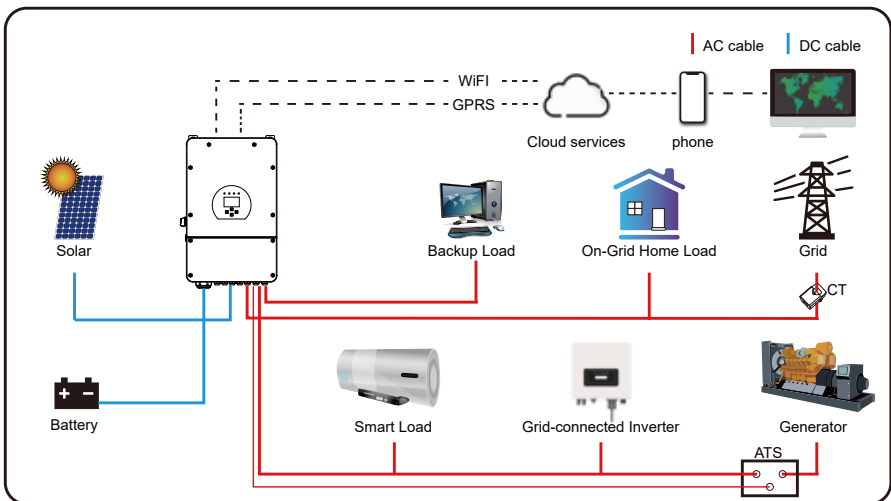 AC cable
DC cable
WiFI
GPRS
Cloud services
phone
Solar
Backup Load
On-Grid Home Load
Grid
CT
Battery
Smart Load
Grid-connected Inverter
Generator
ATS